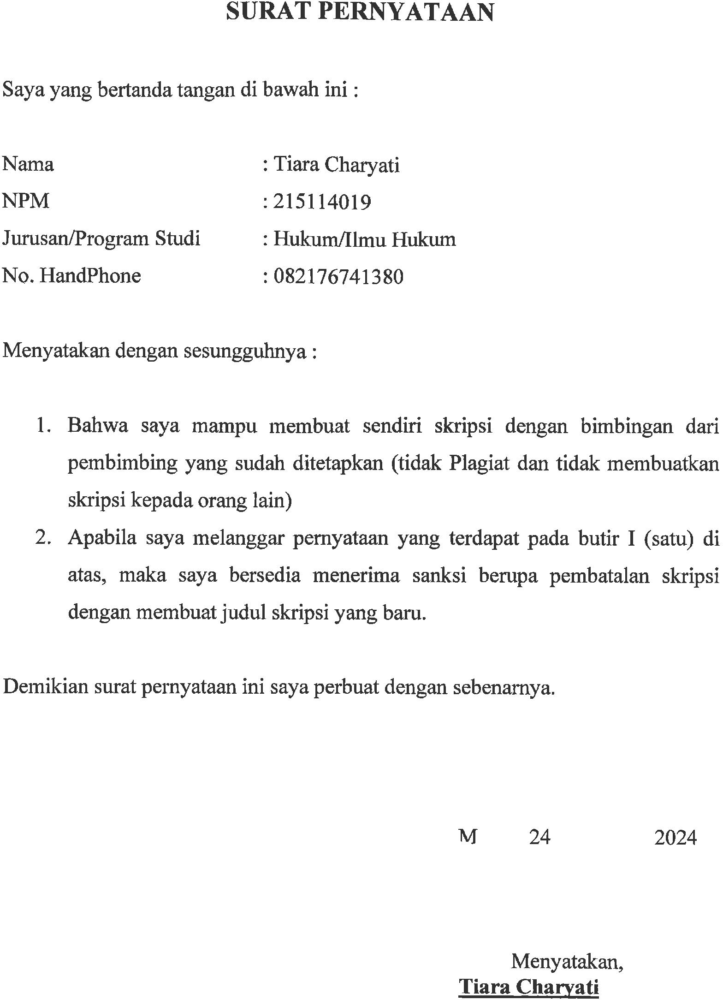 SURAT PERNYATAAN
Saya yang bertanda tangan di bawah ini :
Nama : Tiara Charyati
NPM : 215114019
Jurusan/Program Studi : Hukum/Ilmu Hukum
No. HandPhone : 082176741380
Menyatakan dengan sesungguhnya :
1. Bahwa saya mampu membuat sendiri skripsi dengan bimbingan dari
pembimbing yang sudah ditetapkan (tidak Plagiat dan tidak membuatkan
skripsi kepada orang lain)
2. Apabila saya melanggar pernyataan yang terdapat pada butir I (satu) di
atas, maka saya bersedia menerima sanksi berupa pembatalan skripsi
dengan membuat judul skripsi yang baru.
Demikian surat pernyataan ini saya perbuat dengan sebenarnya.
M 24 2024
Menyatakan,
Tiara Charyati